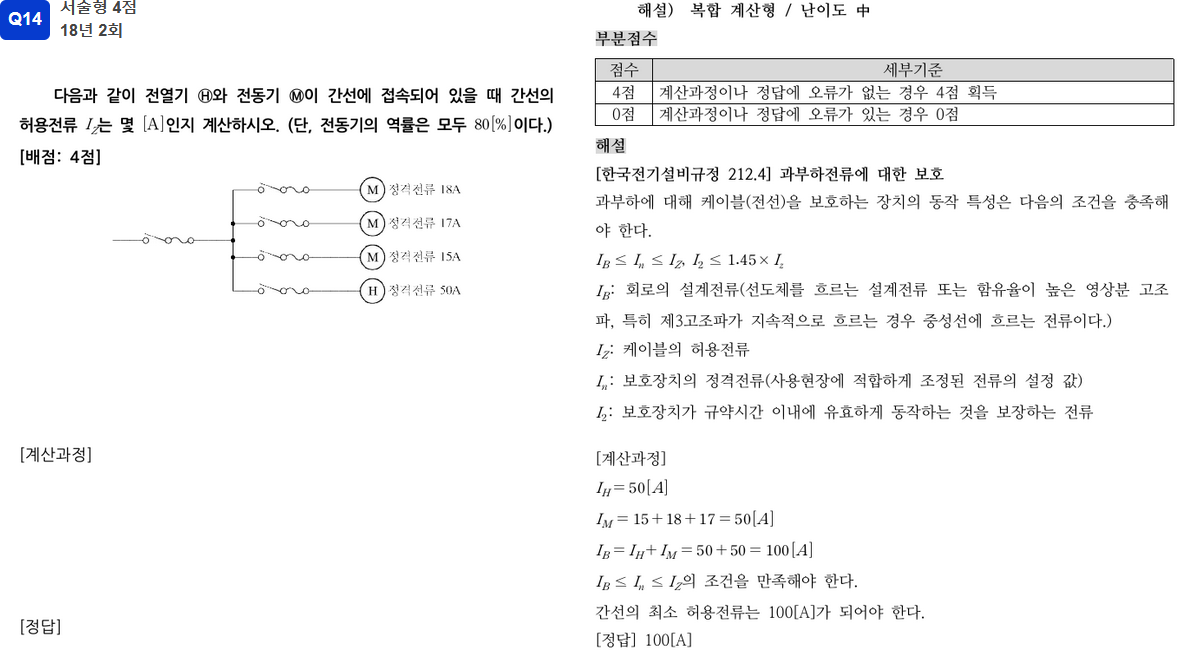 Q14
서술형 4점
18년 2회
다음과 같이 전열기 Ⓗ와 전동기 Ⓜ이 간선에 접속되어 있을 때 간선의
허용전류 I_Z는 몇 [A]인지 계산하시오. (단, 전동기의 역률은 모두 80[%]이다.)
[배점: 4점]
M 정격전류 18A
M 정격전류 17A
M 정격전류 15A
H 정격전류 50A
[계산과정]
[정답]
해설) 복합 계산형 / 난이도 中
부분점수
점수 세부기준
4점 계산과정이나 정답에 오류가 없는 경우 4점 획득
0점 계산과정이나 정답에 오류가 있는 경우 0점
해설
[한국전기설비규정 212.4] 과부하전류에 대한 보호
과부하에 대해 케이블(전선)을 보호하는 장치의 동작 특성은 다음의 조건을 충족해
야 한다.
I_B ≤ I_n ≤ I_Z, I_2 ≤ 1.45× I_z
I_B: 회로의 설계전류(선도체를 흐르는 설계전류 또는 함유율이 높은 영상분 고조
파, 특히 제3고조파가 지속적으로 흐르는 경우 중성선에 흐르는 전류이다.)
I_Z: 케이블의 허용전류
I_n: 보호장치의 정격전류(사용현장에 적합하게 조정된 전류의 설정 값)
I_2: 보호장치가 규약시간 이내에 유효하게 동작하는 것을 보장하는 전류
[계산과정]
I_H = 50[A]
I_M = 15+18+17 = 50[A]
I_B = I_H + I_M = 50+50 = 100[A]
I_B ≤ I_n ≤ I_Z의 조건을 만족해야 한다.
간선의 최소 허용전류는 100[A]가 되어야 한다.
[정답] 100[A]